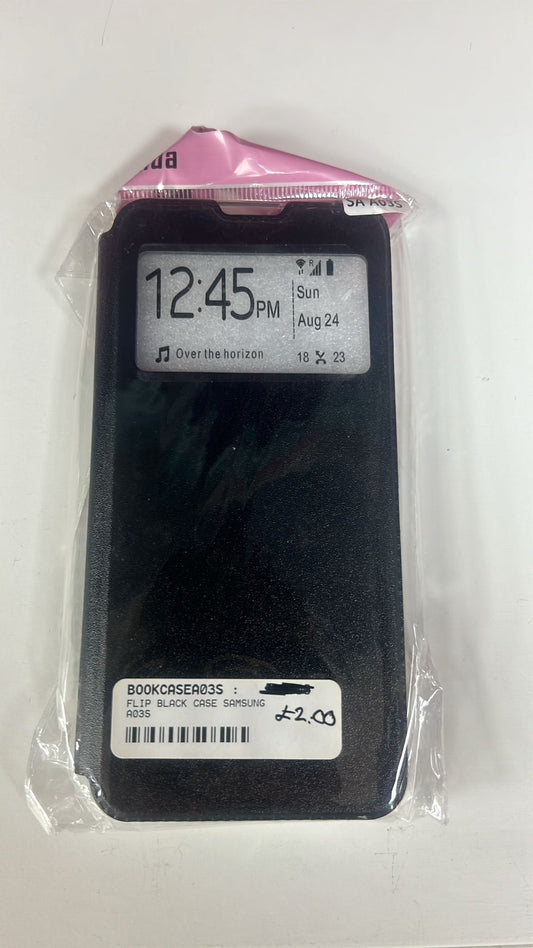 SA A03S
12:45PM
R
Sun
Aug 24
Over the horizon
18 23
BOOKCASEA03S :
FLIP BLACK CASE SAMSUNG
A03S
£2.00